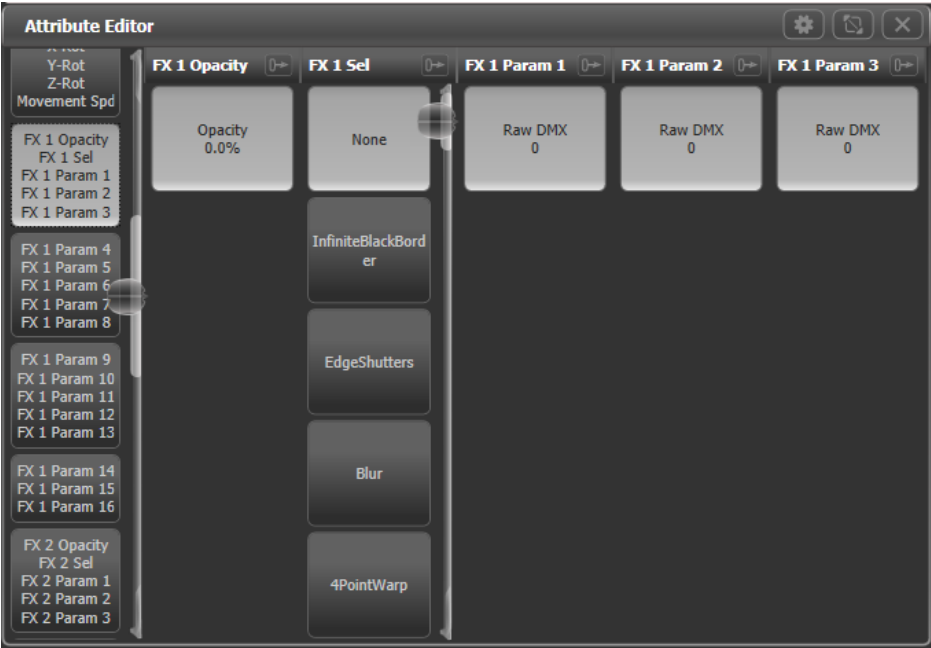 Attribute Editor
Y-Rot
Z-Rot
Movement Spd
FX 1 Opacity
FX 1 Sel
FX 1 Param 1
FX 1 Param 2
FX 1 Param 3
FX 1 Param 4
FX 1 Param 5
FX 1 Param 6
FX 1 Param 7
FX 1 Param 8
FX 1 Param 9
FX 1 Param 10
FX 1 Param 11
FX 1 Param 12
FX 1 Param 13
FX 1 Param 14
FX 1 Param 15
FX 1 Param 16
FX 2 Opacity
FX 2 Sel
FX 2 Param 1
FX 2 Param 2
FX 2 Param 3
FX 1 Opacity
Opacity
0.0%
FX 1 Sel
None
InfiniteBlackBord
er
EdgeShutters
Blur
4PointWarp
FX 1 Param 1
Raw DMX
0
FX 1 Param 2
Raw DMX
0
FX 1 Param 3
Raw DMX
0